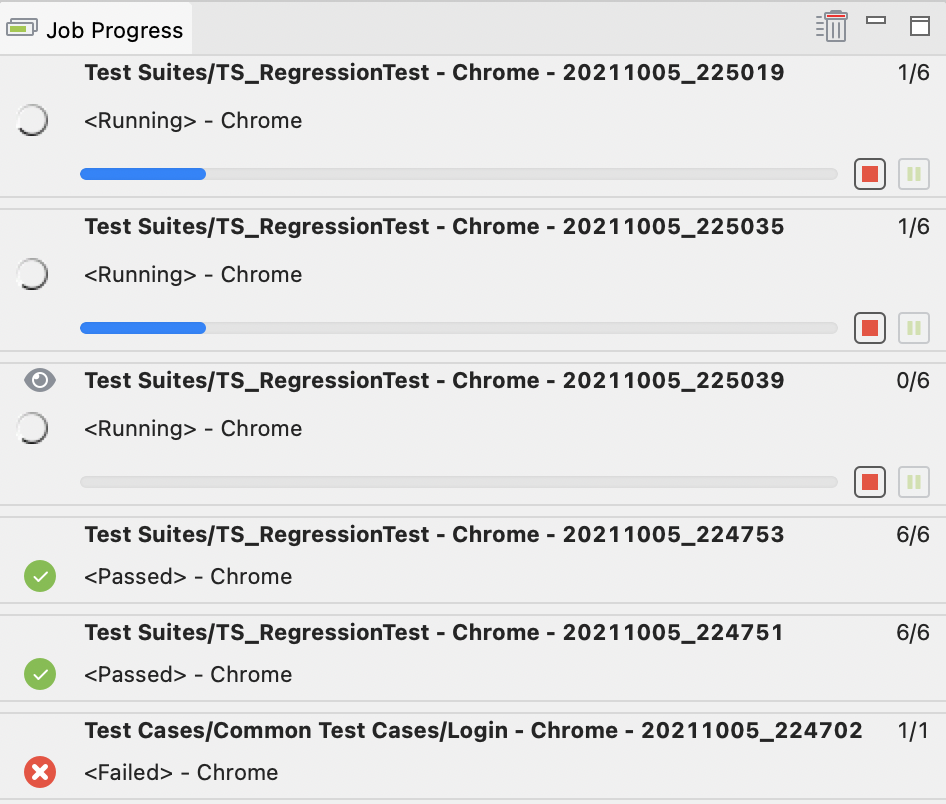 Job Progress
Test Suites/TS_RegressionTest - Chrome - 20211005_225019 1/6
<Running> - Chrome
Test Suites/TS_RegressionTest - Chrome - 20211005_225035 1/6
<Running> - Chrome
Test Suites/TS_RegressionTest - Chrome - 20211005_225039 0/6
<Running> - Chrome
Test Suites/TS_RegressionTest - Chrome - 20211005_224753 6/6
<Passed> - Chrome
Test Suites/TS_RegressionTest - Chrome - 20211005_224751 6/6
<Passed> - Chrome
Test Cases/Common Test Cases/Login - Chrome - 20211005_224702 1/1
<Failed> - Chrome